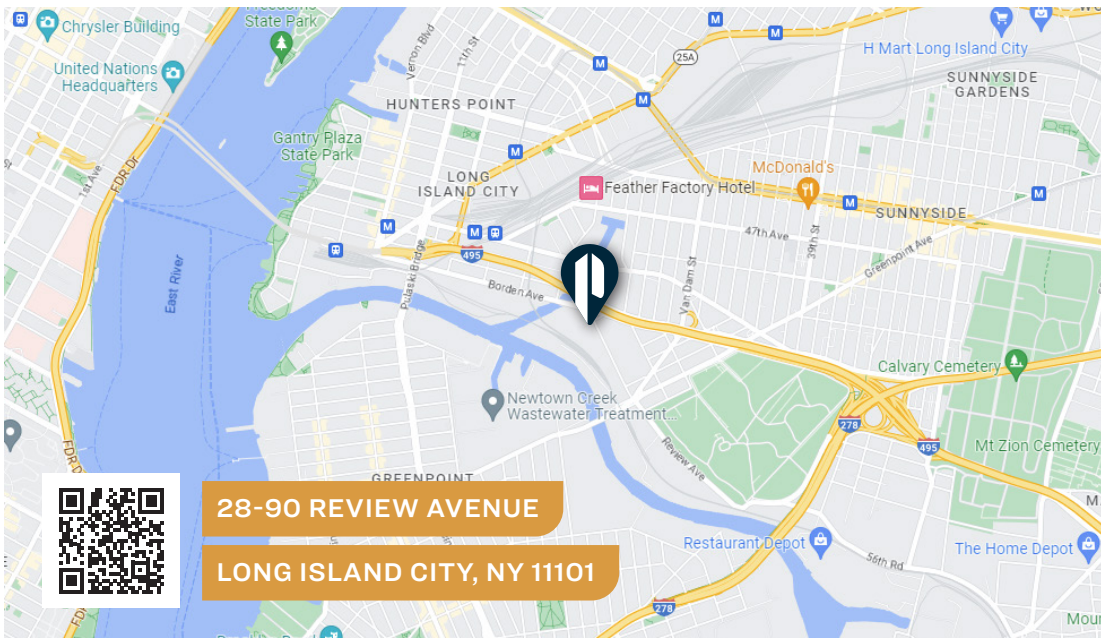 Freedoms
State Park
Chrysler Building
United Nations
Headquarters
Vernon Blvd
11th St
M
M
25A
H Mart Long Island City
M
SUNNYSIDE
GARDENS
HUNTERS POINT
M
FDR Dr
1st Ave
Gantry Plaza
State Park
M
McDonald's
LONG
ISLAND CITY
Feather Factory Hotel
M
M
SUNNYSIDE
M
M
47th Ave
39th St
Greenpoint Ave
495
Pulaski Bridge
Borden Ave
Van Dam St
East River
Calvary Cemetery
Newtown Creek
Wastewater Treatment...
278
495
Mt Zion Cemetery
FDR D
Review Ave
GREENPOINT
28-90 REVIEW AVENUE
Restaurant Depot
The Home Depot
56th Rd
LONG ISLAND CITY, NY 11101
278
Moun